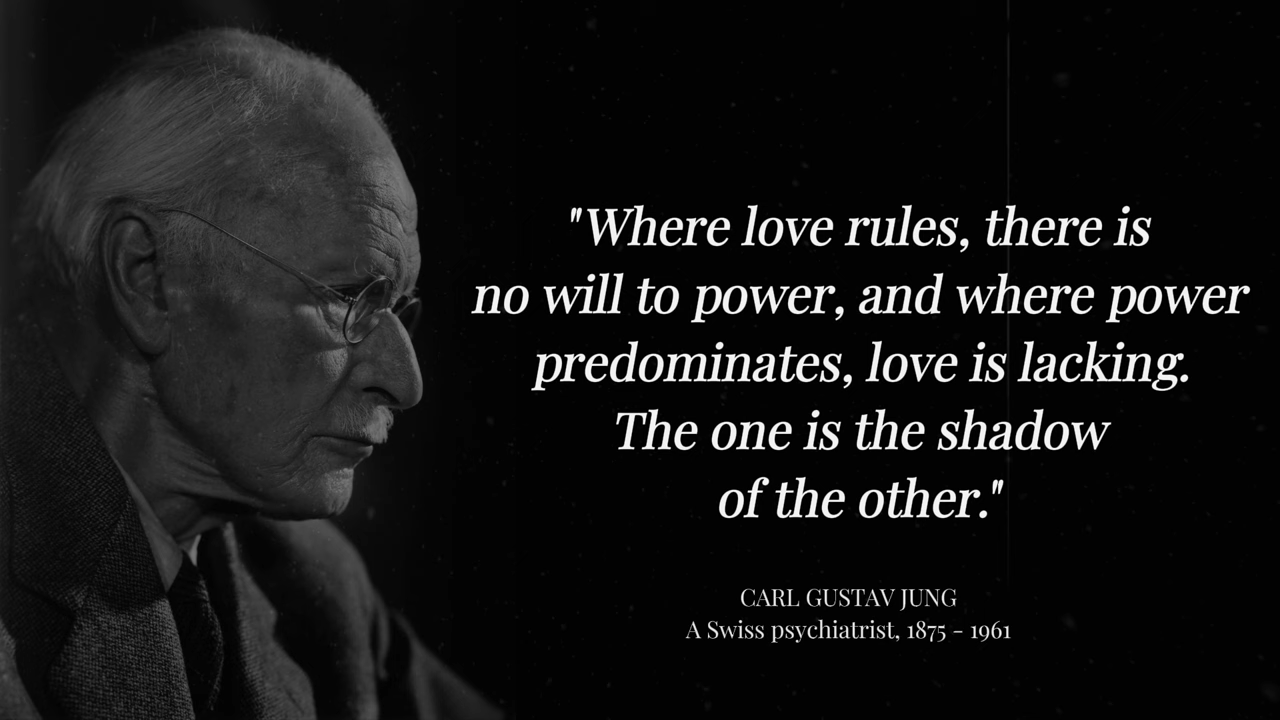 "Where love rules, there is
no will to power, and where power
predominates, love is lacking.
The one is the shadow
of the other."
CARL GUSTAV JUNG
A Swiss psychiatrist, 1875 - 1961